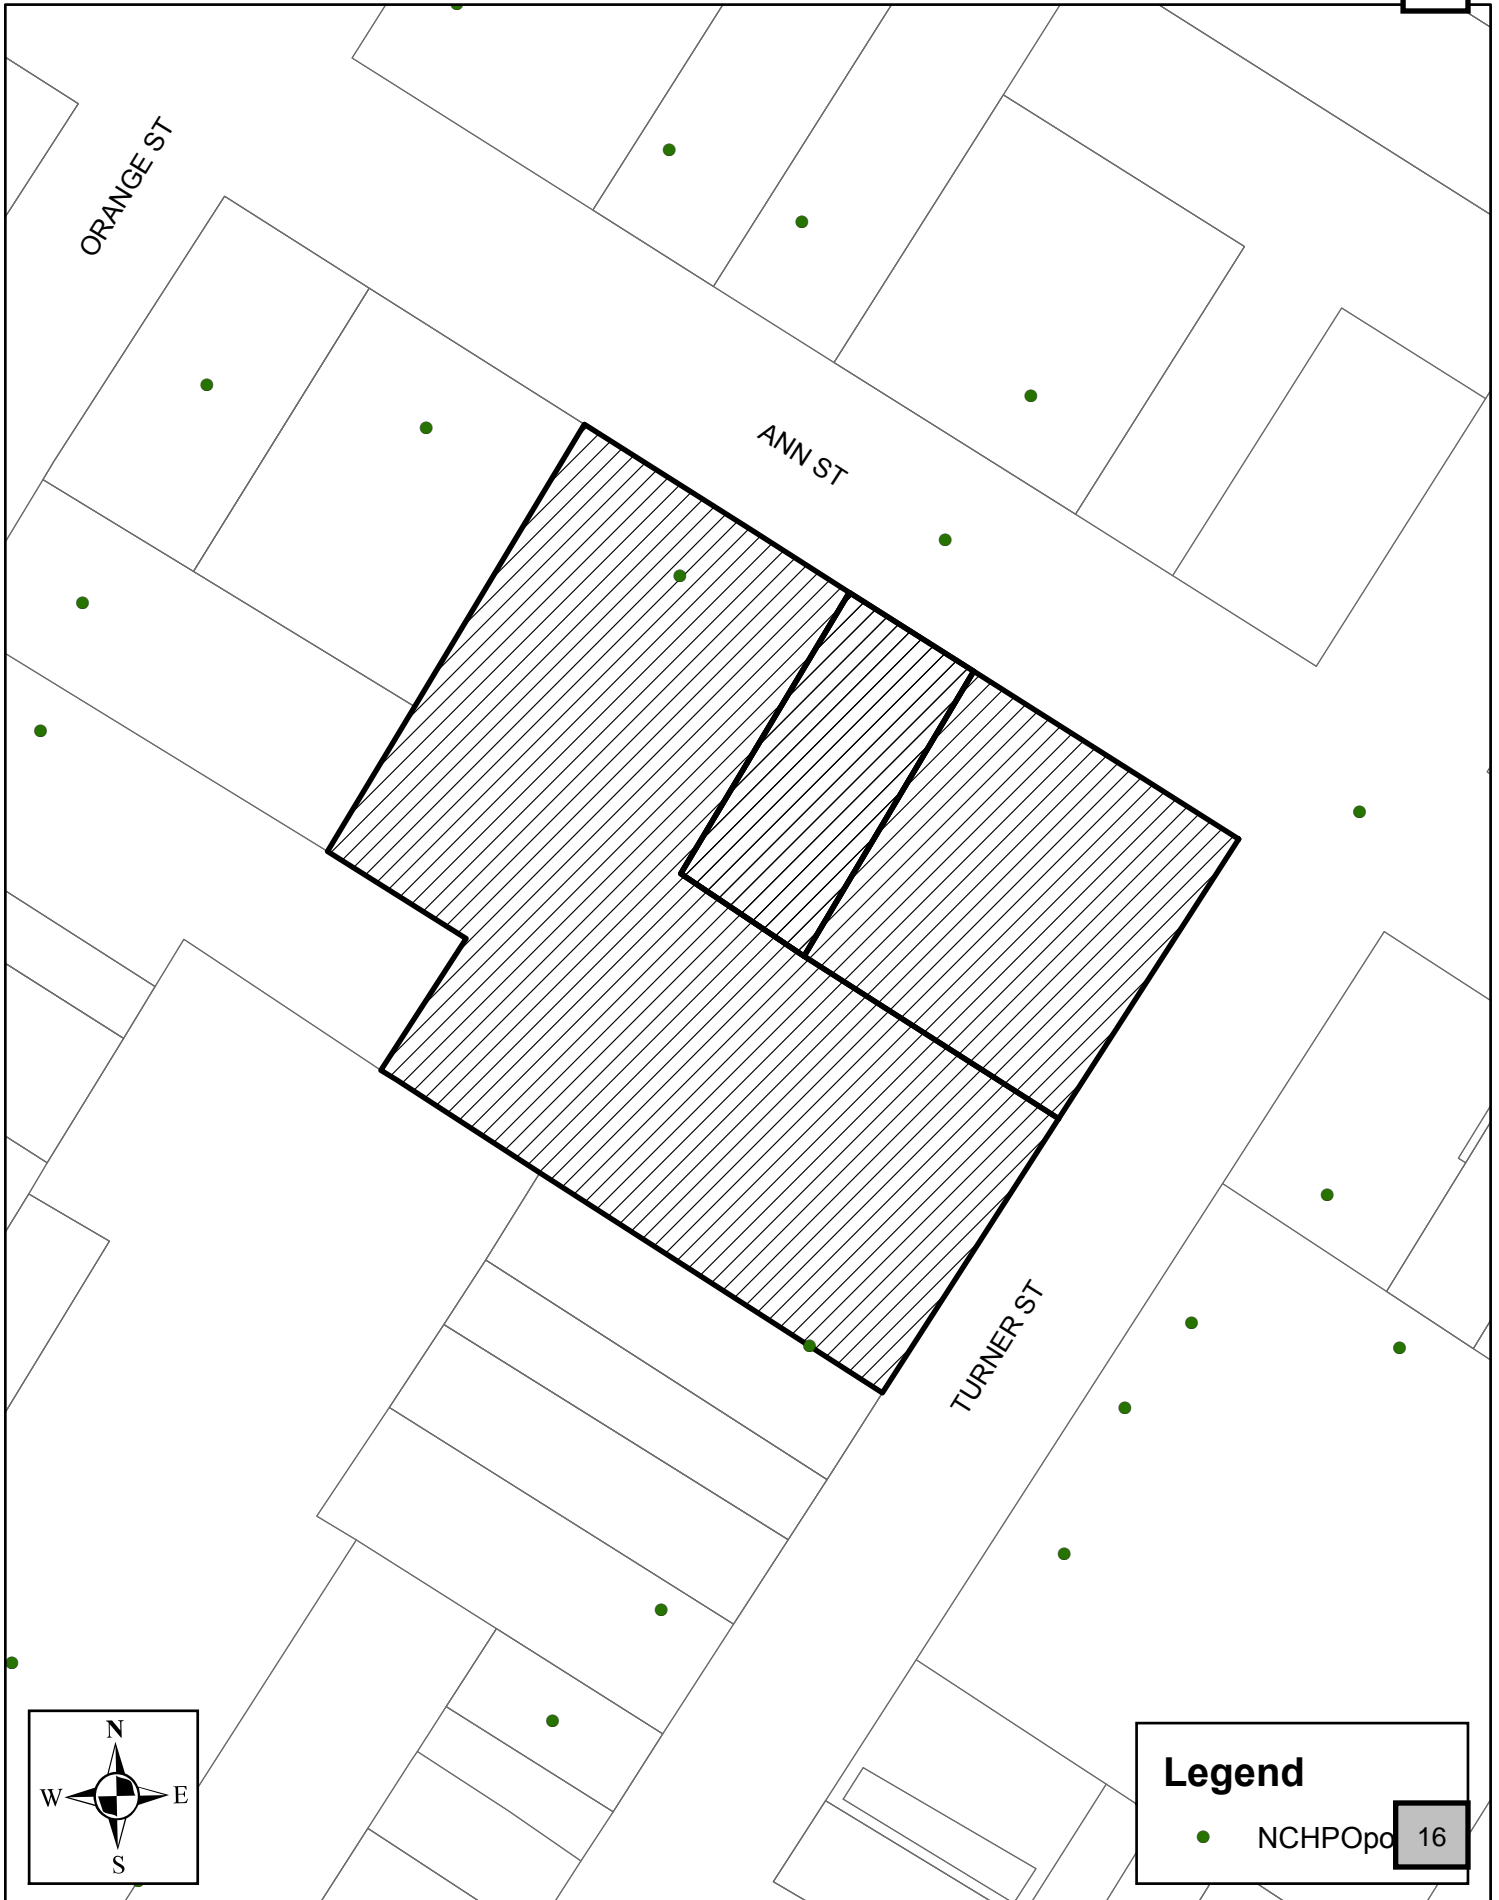 ORANGE ST
ANN ST
TURNER ST
N
W E
S
Legend
NCHPOpo
16